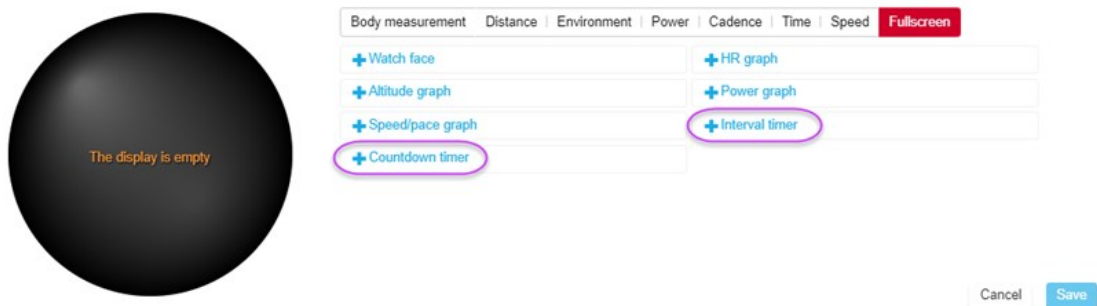 Body measurement Distance Environment Power Cadence Time Speed Fullscreen
Watch face HR graph
Altitude graph Power graph
Speed/pace graph Interval timer
The display is empty
Countdown timer
Cancel Save